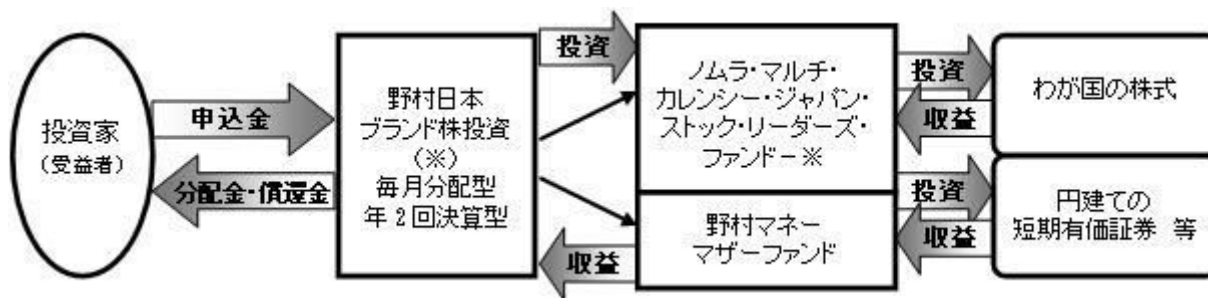 投資家
（受益者）
申込金
分配金・償還金
野村日本
ブランド株投資
（※）
毎月分配型
年２回決算型
投資
収益
ノムラ・マルチ・
カレンシー・ジャパン・
ストック・リーダーズ・
ファンド－※
野村マネー
マザーファンド
投資
収益
投資
収益
わが国の株式
円建ての
短期有価証券 等